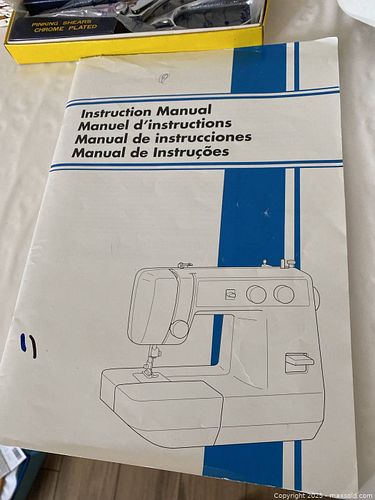 PINKING SHEARS
CHROME PLATED
Instruction Manual
Manuel d'instructions
Manual de instrucciones
Manual de Instruções
© Copyright 2025 - maxsold.com